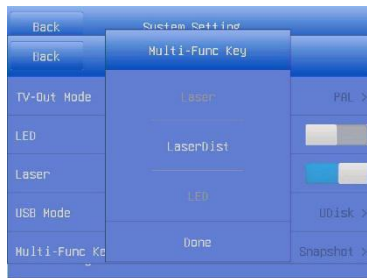 Back System Setting
Back Multi-Func Key
TV-Out Mode Laser PAL >
LED LaserDist
Laser
LED
USB Mode UDisk >
Multi-Func Ke Done Snapshot >